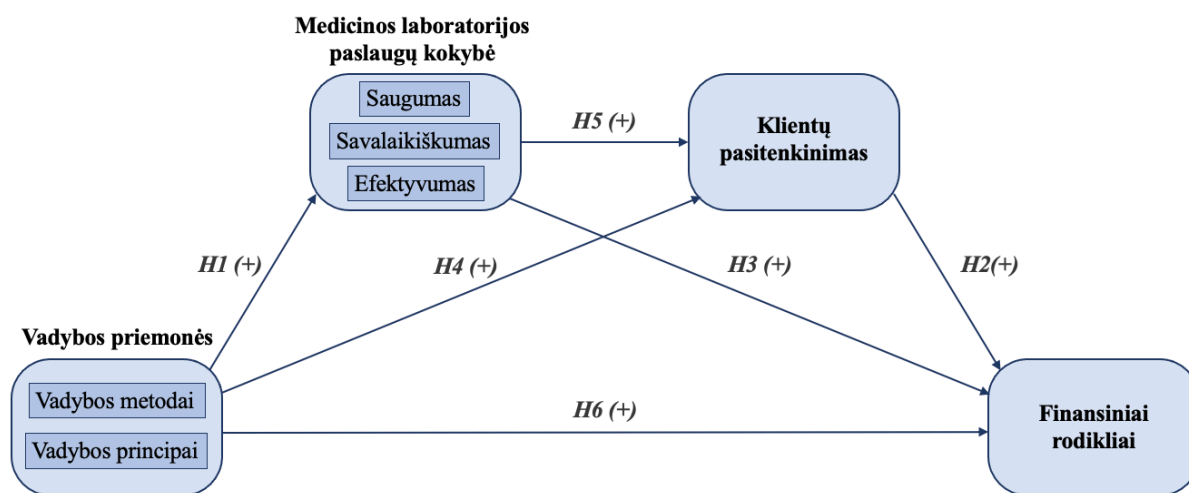 Medicinos laboratorijos
paslaugų kokybė
Saugumas
Savalaikiškumas
Efektyvumas
H5 (+)
Klientų
pasitenkinimas
H1 (+)
H4 (+)
H3 (+)
H2(+)
Vadybos priemonės
Vadybos metodai
Vadybos principai
H6 (+)
Finansiniai
rodikliai